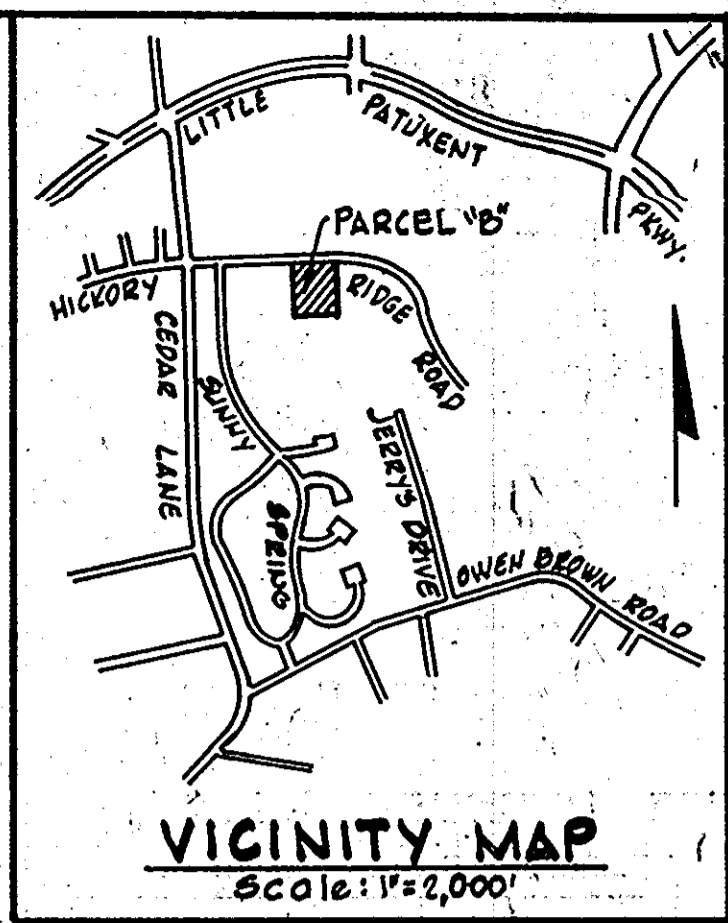 LITTLE PATUXENT PKWY.
PARCEL "B"
HICKORY RIDGE ROAD
CEDAR LANE
SUNNY SPRING
JERRYS DRIVE
OWEN BROWN ROAD
VICINITY MAP
Scale: 1"=2,000'